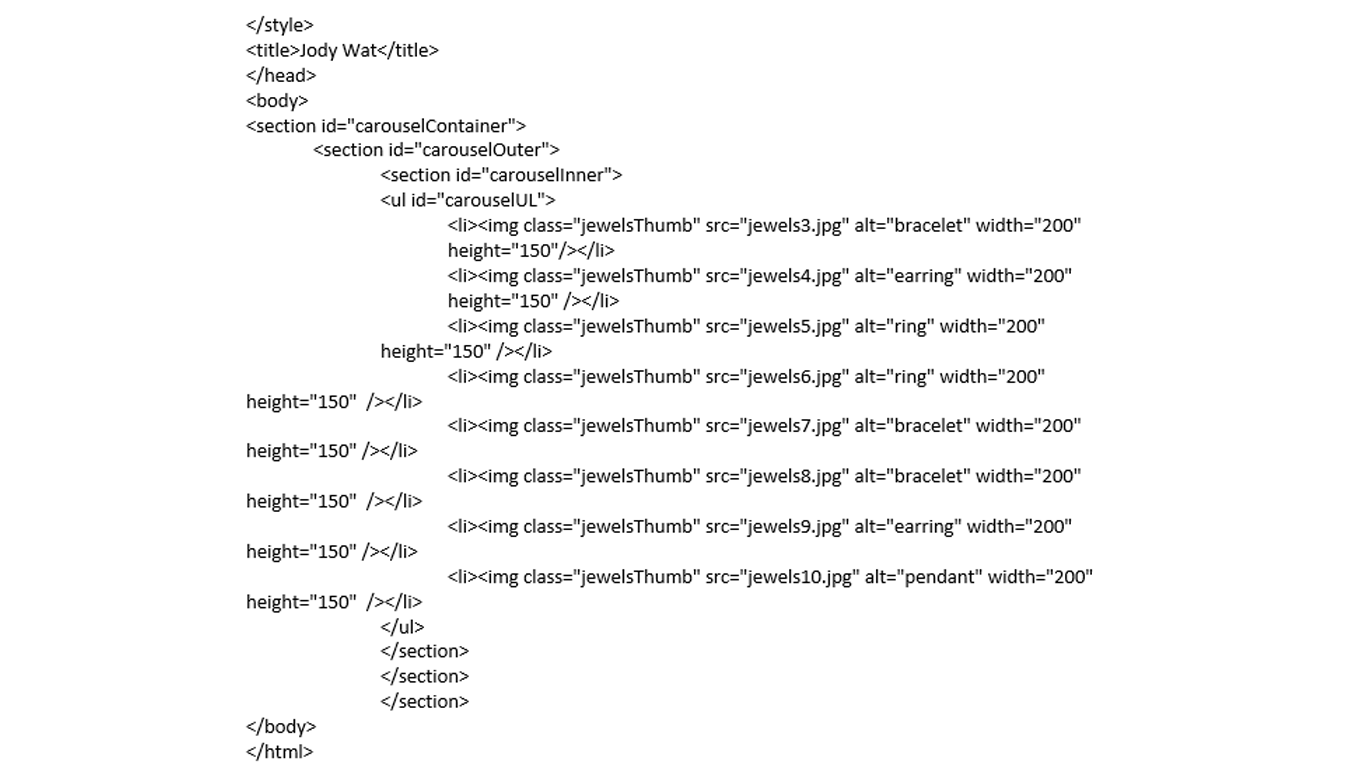 </style>
<title>Jody Wat</title>
</head>
<body>
<section id="carouselContainer">
<section id="carouselOuter">
<section id="carouselInner">
<ul id="carouselUL">
<li><img class="jewelsThumb" src="jewels3.jpg" alt="bracelet" width="200"
height="150"/></li>
<li><img class="jewelsThumb" src="jewels4.jpg" alt="earring" width="200"
height="150" /></li>
<li><img class="jewelsThumb" src="jewels5.jpg" alt="ring" width="200"
height="150" /></li>
<li><img class="jewelsThumb" src="jewels6.jpg" alt="ring" width="200"
height="150"  /></li>
<li><img class="jewelsThumb" src="jewels7.jpg" alt="bracelet" width="200"
height="150" /></li>
<li><img class="jewelsThumb" src="jewels8.jpg" alt="bracelet" width="200"
height="150"  /></li>
<li><img class="jewelsThumb" src="jewels9.jpg" alt="earring" width="200"
height="150" /></li>
<li><img class="jewelsThumb" src="jewels10.jpg" alt="pendant" width="200"
height="150"  /></li>
</ul>
</section>
</section>
</section>
</body>
</html>